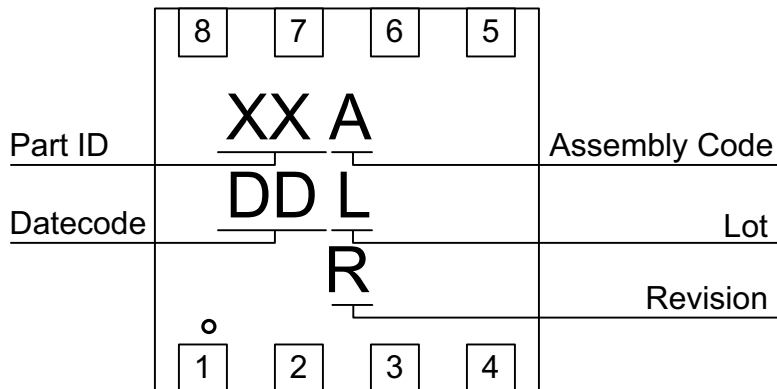 8 7 6 5
XX A
Part ID
Assembly Code
DD L
Datecode
Lot
R
Revision
1 2 3 4